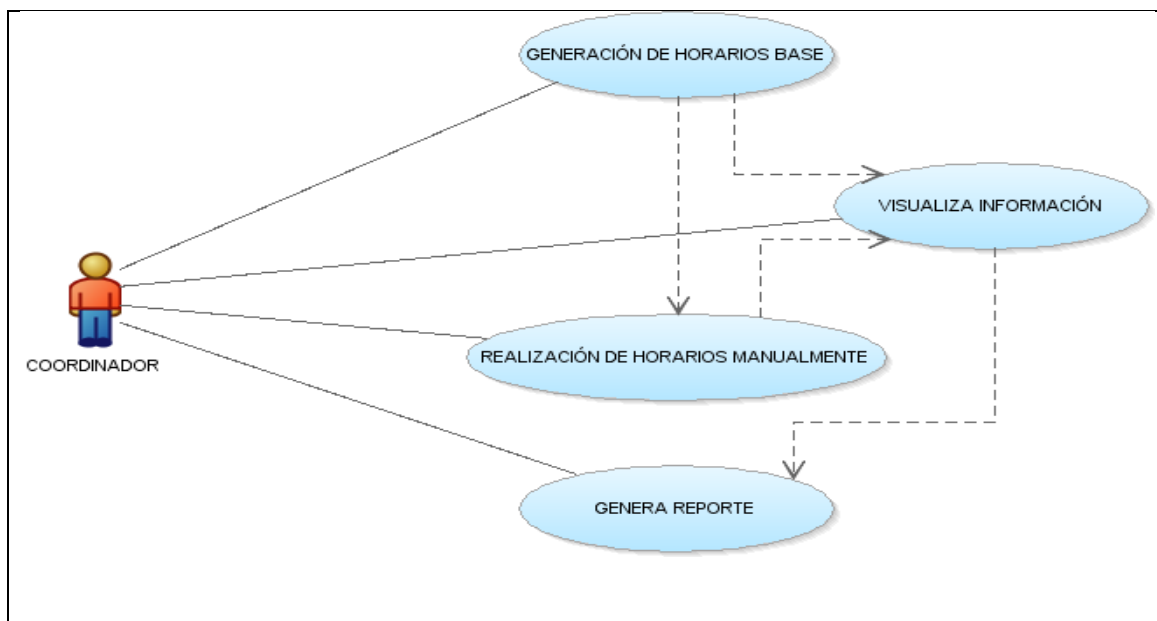 GENERACIÓN DE HORARIOS BASE
VISUALIZA INFORMACIÓN
REALIZACIÓN DE HORARIOS MANUALMENTE
COORDINADOR
GENERA REPORTE